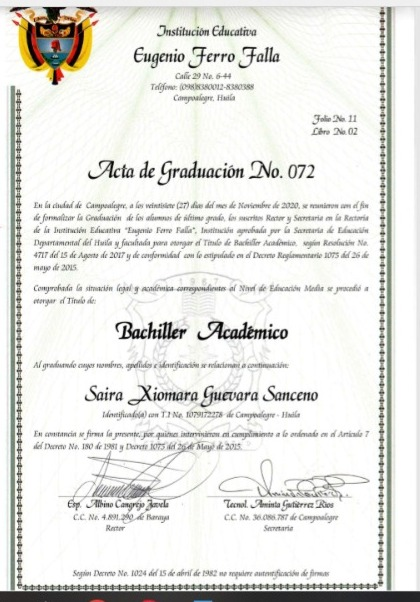 Institución Educativa
Eugenio Ferro Falla
Calle 29 No. 6-44
Teléfono: (098)8380012-8380388
Campoalegre, Huila
Folio No. 11
Libro No. 02
Acta de Graduación No. 072
En la ciudad de Campoalegre, a los veintisiete (27) días del mes de Noviembre de 2020, se reunieron con el fin
de formalizar la Graduación de los alumnos de último grado, los suscritos Rector y Secretaria en la Rectoría
de la Institución Educativa "Eugenio Ferro Falla", Institución aprobada por la Secretaría de Educación
Departamental del Huila y facultada para otorgar el Título de Bachiller Académico, según Resolución No.
4717 del 15 de Agosto de 2017 y de conformidad con lo estipulado en el Decreto Reglamentario 1075 del 26 de
mayo de 2015.
Comprobada la situación legal y académica correspondientes al Nivel de Educación Media se procedió a
otorgar el Título de:
Bachiller Académico
Al graduando cuyos nombres, apellidos e identificación se relacionan a continuación:
Saira Xiomara Guevara Sanceno
Identificado(a) con T.I No. 1079172278 de Campoalegre - Huila
En constancia se firma la presente, por quienes intervinieron en cumplimiento a lo ordenado en el Artículo 7
del Decreto No. 180 de 1981 y Decreto 1075 del 26 de Mayo de 2015.
Esp. Albino Cangrejo Javela
C.C. No. 4.891.290 de Baraya
Rector
Tecnol. Aminta Gutiérrez Rios
C.C. No. 36.086.787 de Campoalegre
Secretaria
Según Decreto No. 1024 del 15 de abril de 1982 no requiere autentificación de firmas